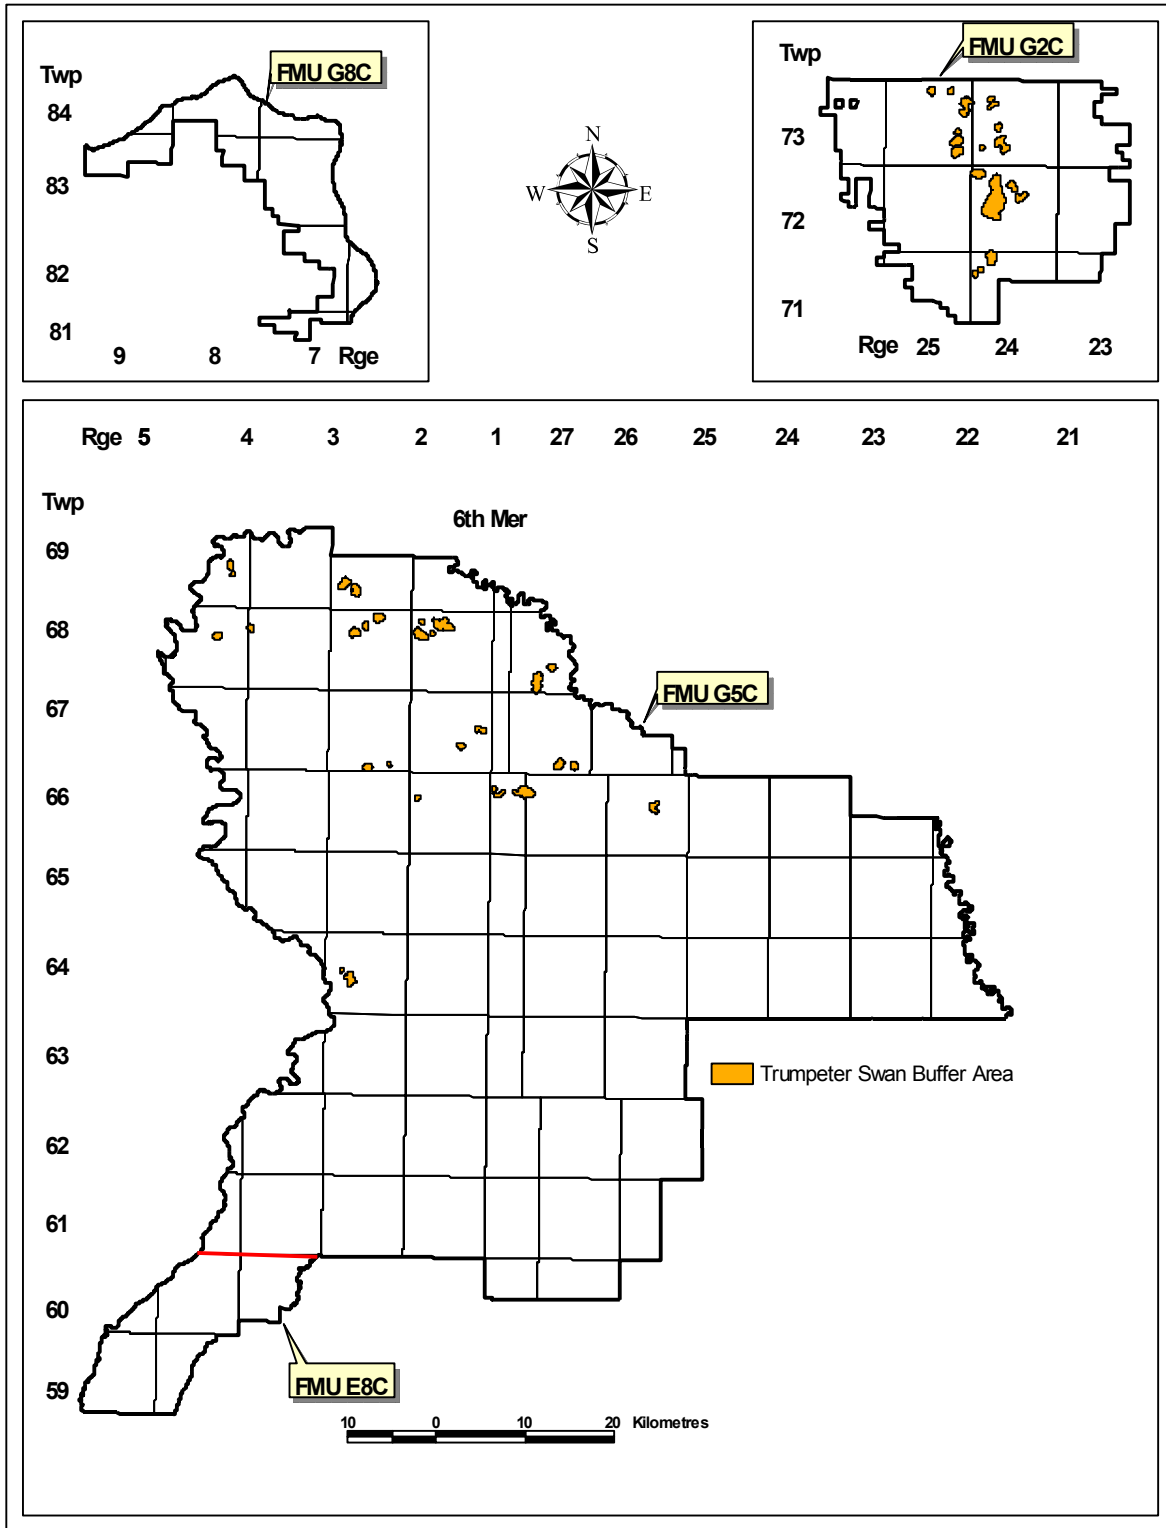 FMU G8C
Twp
84
83
82
81
9 8 7 Rge
N
W E
S
FMU G2C
Twp
73
72
71
Rge 25 24 23
Rge 5 4 3 2 1 27 26 25 24 23 22 21
Twp
6th Mer
69
68
67
FMU G5C
66
65
64
63
Trumpeter Swan Buffer Area
62
61
60
59
FMU E8C
10 0 10 20 Kilometres